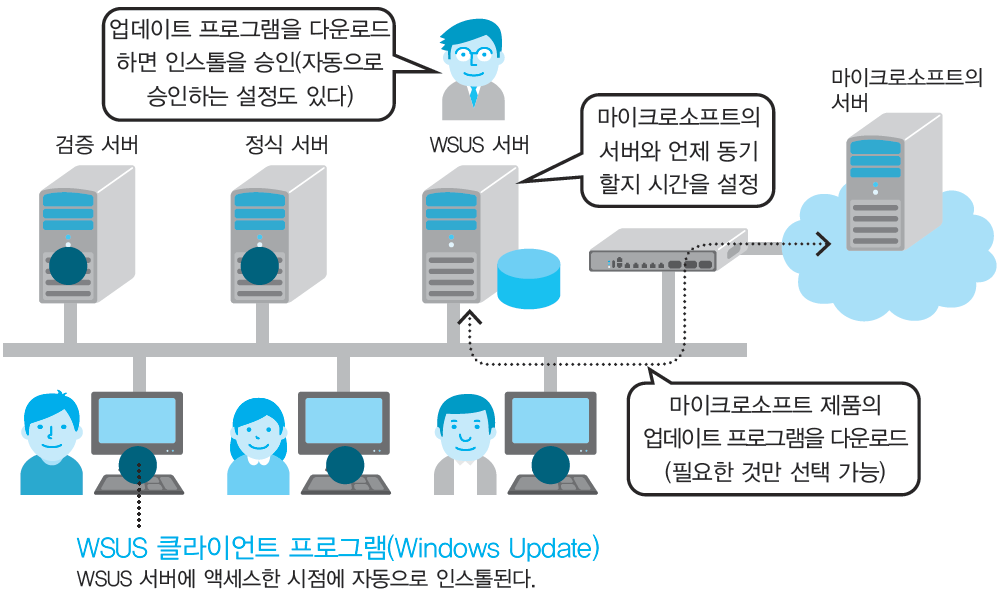 업데이트 프로그램을 다운로드
하면 인스톨을 승인(자동으로
승인하는 설정도 있다)
마이크로소프트의
서버
검증 서버
정식 서버
WSUS 서버
마이크로소프트의
서버와 언제 동기
할지 시간을 설정
마이크로소프트 제품의
업데이트 프로그램을 다운로드
(필요한 것만 선택 가능)
WSUS 클라이언트 프로그램(Windows Update)
WSUS 서버에 액세스한 시점에 자동으로 인스톨된다.